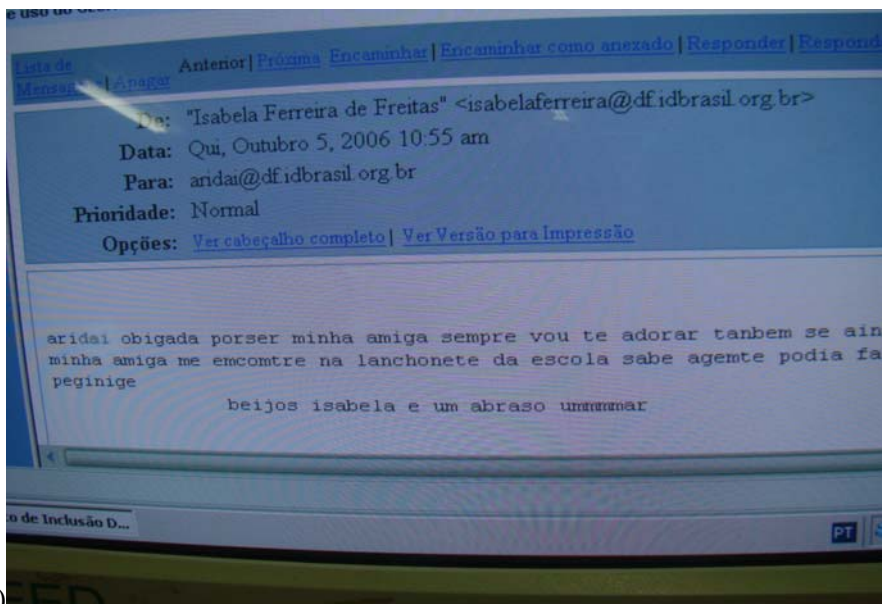 e uso do
Lista de Mensagens | Apagar Anterior | Próxima Encaminhar | Encaminhar como anexado | Responder | Respond
De: "Isabela Ferreira de Freitas" <isabelaferreira@df.idbrasil.org.br>
Data: Qui, Outubro 5, 2006 10:55 am
Para: aridai@df.idbrasil.org.br
Prioridade: Normal
Opções: Ver cabeçalho completo | Ver Versão para Impressão
aridai obigada porser minha amiga sempre vou te adorar tanbem se ain
minha amiga me emcomtre na lanchonete da escola sabe agemte podia fa
peginige
beijos isabela e um abraso ummmmar
o de Inclusão D...
PT